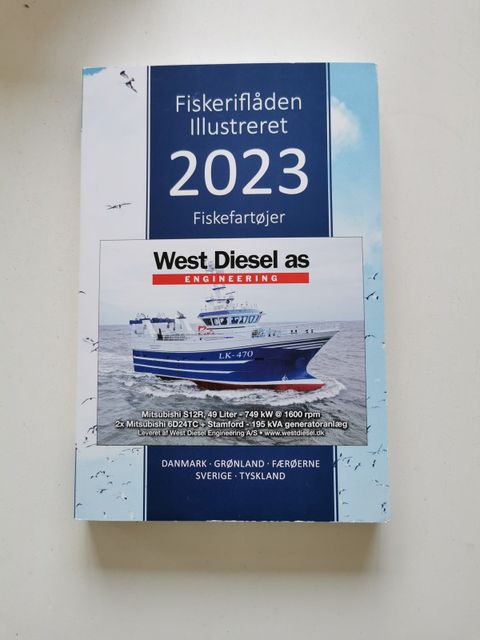 Fiskeriflåden
Illustreret
2023
Fiskefartøjer
West Diesel as
ENGINEERING
LK-470
Mitsubishi S12R, 49 Liter - 749 kW @ 1600 rpm
2x Mitsubishi 6D24TC + Stamford - 195 kVA generatoranlæg
Leveret af West Diesel Engineering A/S • www.westdiesel.dk
DANMARK · GRØNLAND · FÆRØERNE
SVERIGE · TYSKLAND